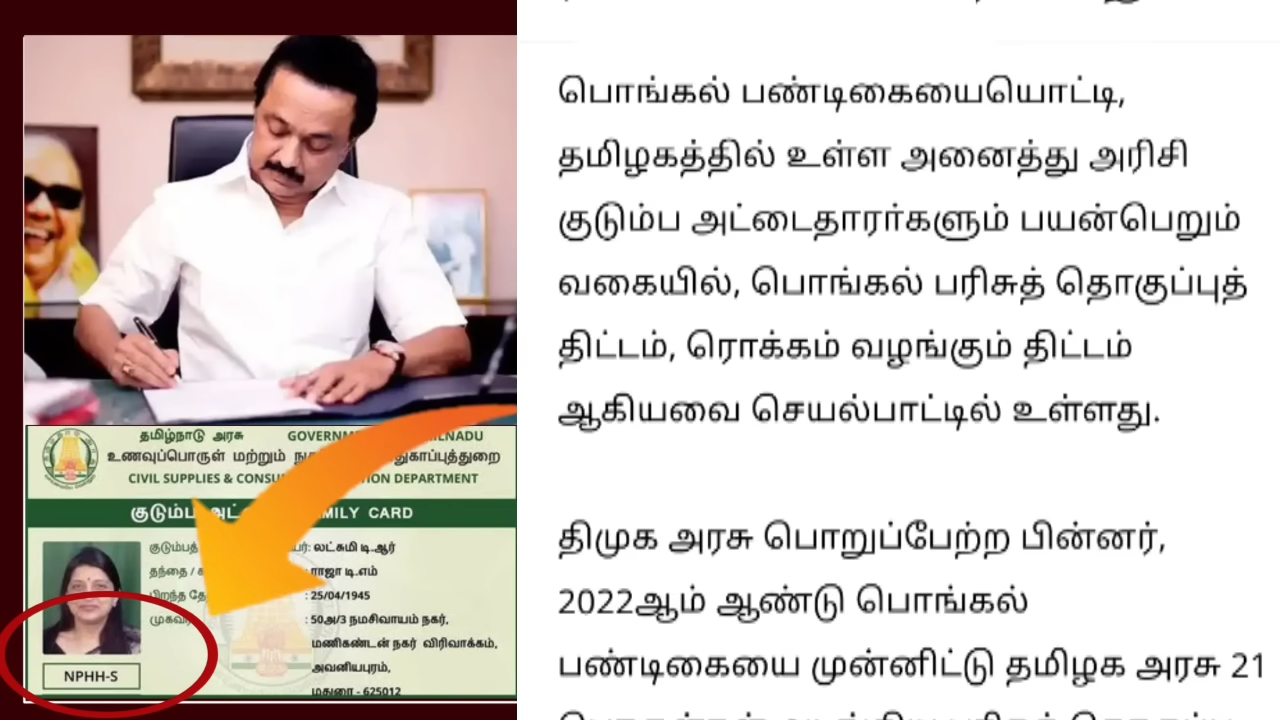 தமிழ்நாடு அரசு GOVERNM
உணவுப்பொருள் மற்றும்
CIVIL SUPPLIES & CONSU DEPARTMENT
FAMILY CARD
: லட்சுமி டி.ஆர்
தந்தை /
: ராஜா டி.எம்
: 25/04/1945
: 50அ/3 நமசிவாயம் நகர்,
மணிகண்டன் நகர் விரிவாக்கம்,
அவனியபுரம்,
மதுரை - 625012
NPHH-S
பொங்கல் பண்டிகையையொட்டி,
தமிழகத்தில் உள்ள அனைத்து அரிசி
குடும்ப அட்டைதாரர்களும் பயன்பெறும்
வகையில், பொங்கல் பரிசுத் தொகுப்புத்
திட்டம், ரொக்கம் வழங்கும் திட்டம்
ஆகியவை செயல்பாட்டில் உள்ளது.
திமுக அரசு பொறுப்பேற்ற பின்னர்,
2022ஆம் ஆண்டு பொங்கல்
பண்டிகையை முன்னிட்டு தமிழக அரசு 21